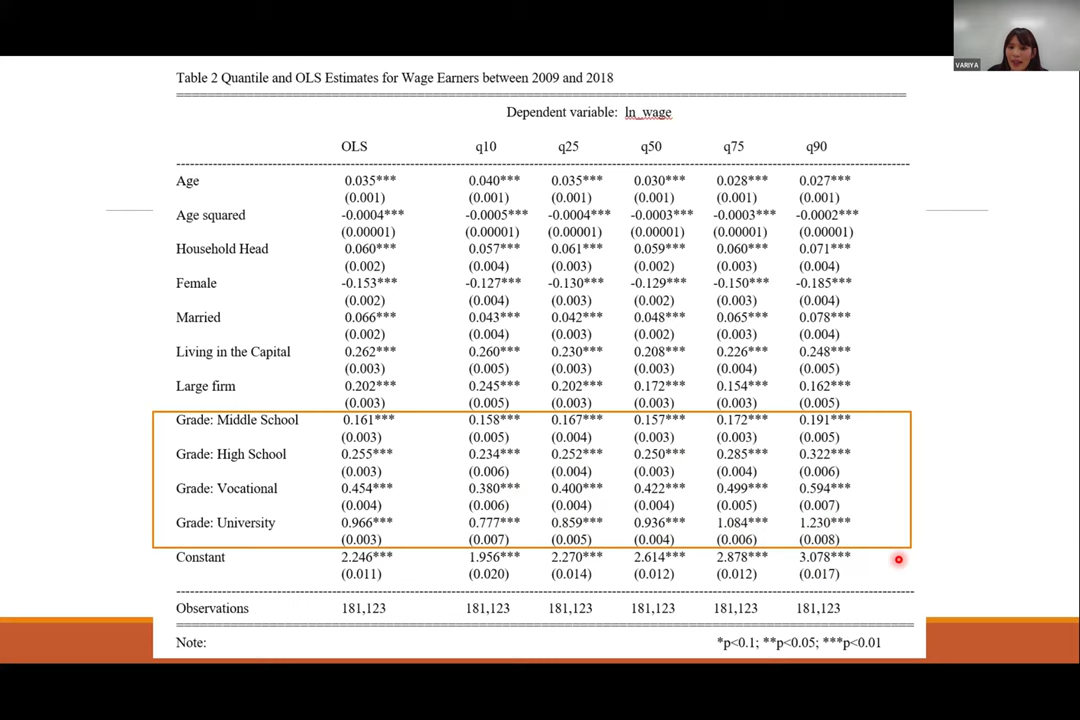 VARIYA
Table 2 Quantile and OLS Estimates for Wage Earners between 2009 and 2018
Dependent variable: ln_wage
OLS q10 q25 q50 q75 q90
Age 0.035*** 0.040*** 0.035*** 0.030*** 0.028*** 0.027***
(0.001) (0.001) (0.001) (0.001) (0.001) (0.001)
Age squared -0.0004*** -0.0005*** -0.0004*** -0.0003*** -0.0003*** -0.0002***
(0.00001) (0.00001) (0.00001) (0.00001) (0.00001) (0.00001)
Household Head 0.060*** 0.057*** 0.061*** 0.059*** 0.060*** 0.071***
(0.002) (0.004) (0.003) (0.002) (0.003) (0.004)
Female -0.153*** -0.127*** -0.130*** -0.129*** -0.150*** -0.185***
(0.002) (0.004) (0.003) (0.002) (0.003) (0.004)
Married 0.066*** 0.043*** 0.042*** 0.048*** 0.065*** 0.078***
(0.002) (0.004) (0.003) (0.002) (0.003) (0.004)
Living in the Capital 0.262*** 0.260*** 0.230*** 0.208*** 0.226*** 0.248***
(0.003) (0.005) (0.003) (0.003) (0.004) (0.005)
Large firm 0.202*** 0.245*** 0.202*** 0.172*** 0.154*** 0.162***
(0.003) (0.005) (0.003) (0.003) (0.003) (0.005)
Grade: Middle School 0.161*** 0.158*** 0.167*** 0.157*** 0.172*** 0.191***
(0.003) (0.005) (0.004) (0.003) (0.003) (0.005)
Grade: High School 0.255*** 0.234*** 0.252*** 0.250*** 0.285*** 0.322***
(0.003) (0.006) (0.004) (0.003) (0.004) (0.006)
Grade: Vocational 0.454*** 0.380*** 0.400*** 0.422*** 0.499*** 0.594***
(0.004) (0.006) (0.004) (0.004) (0.005) (0.007)
Grade: University 0.966*** 0.777*** 0.859*** 0.936*** 1.084*** 1.230***
(0.003) (0.007) (0.005) (0.004) (0.006) (0.008)
Constant 2.246*** 1.956*** 2.270*** 2.614*** 2.878*** 3.078***
(0.011) (0.020) (0.014) (0.012) (0.012) (0.017)
Observations 181,123 181,123 181,123 181,123 181,123 181,123
Note: *p<0.1; **p<0.05; ***p<0.01